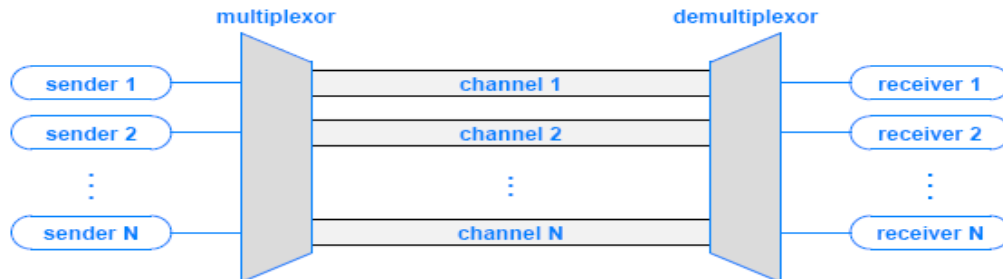 multiplexor demultiplexor
sender 1 channel 1 receiver 1
sender 2 channel 2 receiver 2
⋮ ⋮ ⋮
sender N channel N receiver N